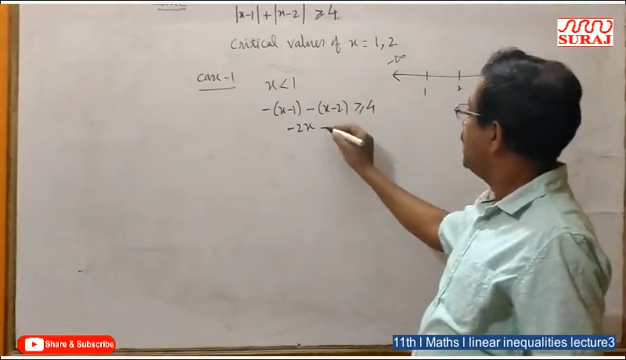 |x-1| + |x-2| ≥ 4.
SURAJ
Critical values of x = 1, 2
case-1
x < 1
-∞
1 2
-(x-1) - (x-2) ≥ 4
-2x -
Share & Subscribe
11th I Maths I linear inequalities lecture3